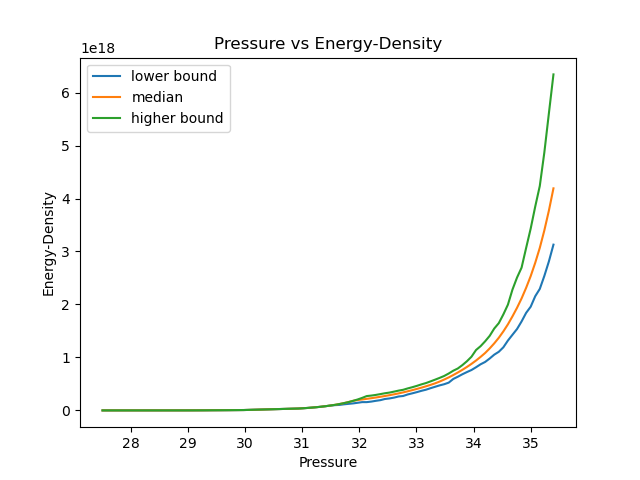 Pressure vs Energy-Density
1e18
lower bound
median
higher bound
6
5
4
3
2
1
0
Energy-Density
28 29 30 31 32 33 34 35
Pressure